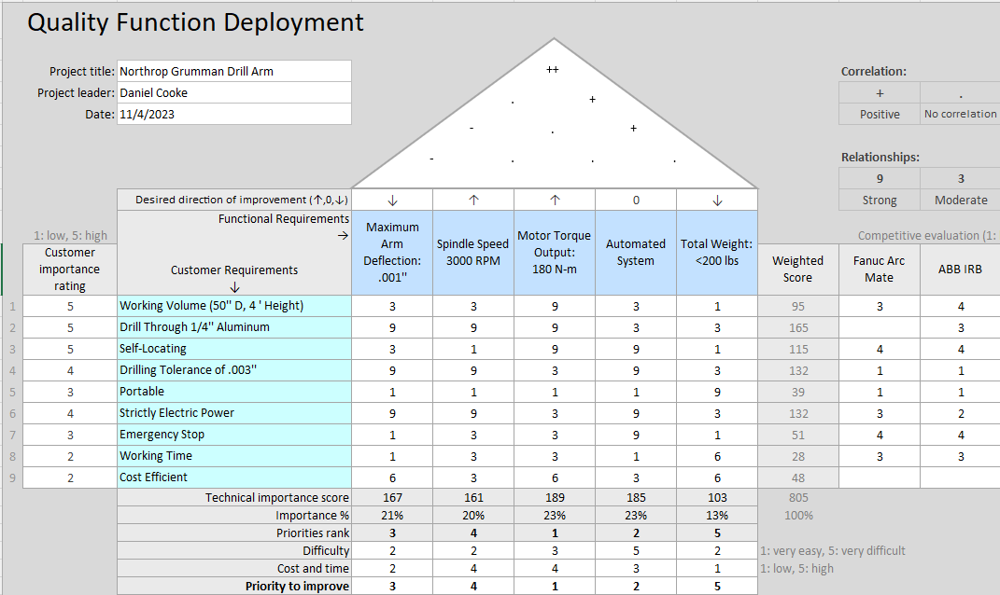 Quality Function Deployment
Project title: Northrop Grumman Drill Arm
Project leader: Daniel Cooke
Date: 11/4/2023
++
. +
- . +
- . . .
Correlation:
+ .
Positive No correlation
Relationships:
9 3
Strong Moderate
Desired direction of improvement (↑,0,↓) ↓ ↑ ↑ 0 ↓
1: low, 5: high
Customer importance rating
Functional Requirements →
Customer Requirements ↓
Maximum Arm Deflection: .001"
Spindle Speed 3000 RPM
Motor Torque Output: 180 N-m
Automated System
Total Weight: <200 lbs
Weighted Score
Competitive evaluation (1:
Fanuc Arc Mate
ABB IRB
1 5 Working Volume (50" D, 4 ' Height) 3 3 9 3 1 95 3 4
2 5 Drill Through 1/4" Aluminum 9 9 9 3 3 165 3
3 5 Self-Locating 3 1 9 9 1 115 4 4
4 4 Drilling Tolerance of .003" 9 9 3 9 3 132 1 1
5 3 Portable 1 1 1 1 9 39 1 1
6 4 Strictly Electric Power 9 9 3 9 3 132 3 2
7 3 Emergency Stop 1 3 3 9 1 51 4 4
8 2 Working Time 1 3 3 1 6 28 3 3
9 2 Cost Efficient 6 3 6 3 6 48
Technical importance score 167 161 189 185 103 805
Importance % 21% 20% 23% 23% 13% 100%
Priorities rank 3 4 1 2 5
Difficulty 2 2 3 5 2 1: very easy, 5: very difficult
Cost and time 2 4 4 3 1 1: low, 5: high
Priority to improve 3 4 1 2 5